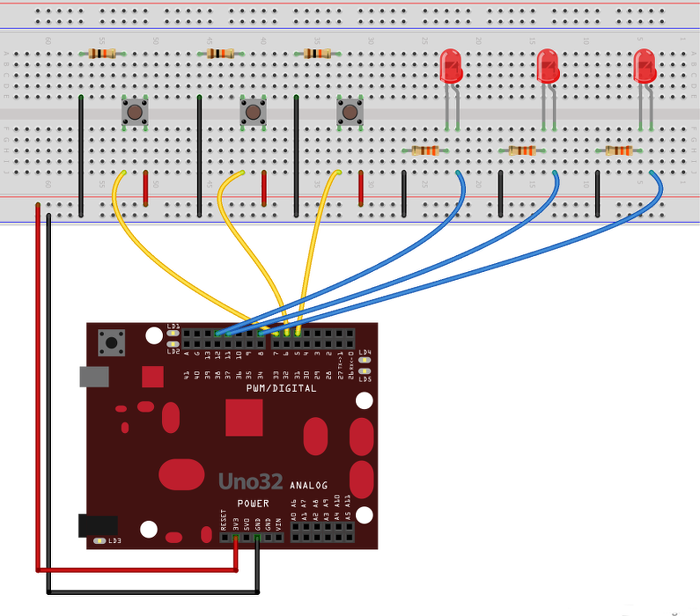 LD1
LD2
A
13
12
11
10
9
8
7
6
5
4
3
2
TX->1
RX<-0
41
40
39
38
37
36
35
34
33
32
31
30
29
28
27
26
LD4
LD5
PWM/DIGITAL
Uno32
ANALOG
POWER
RESET
3V3
5V0
GND
GND
VIN
A0 A6
A1 A7
A2 A8
A3 A9
A4 A10
A5 A11
LD3